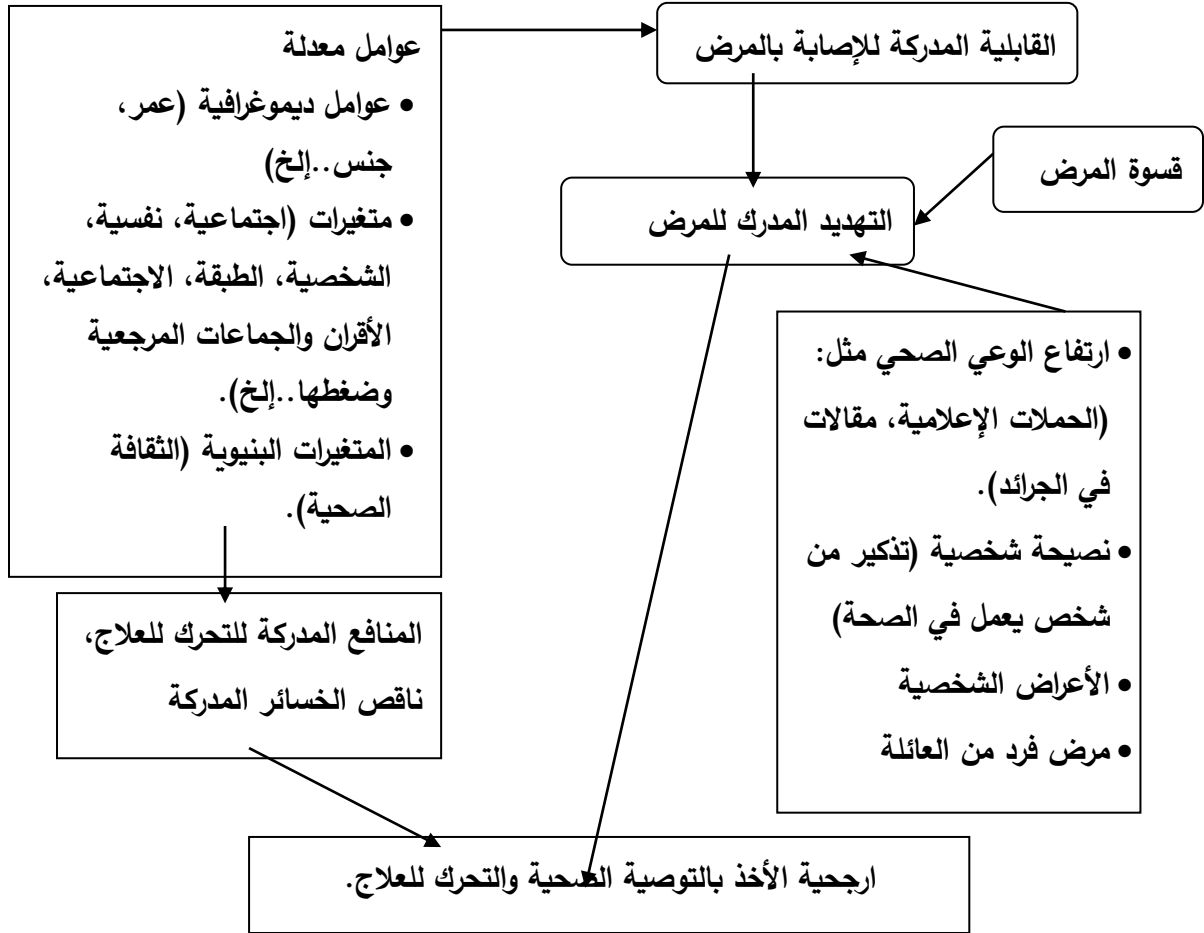 عوامل معدلة
• عوامل ديموغرافية (عمر،
جنس..إلخ)
• متغيرات (اجتماعية، نفسية،
الشخصية، الطبقة، الاجتماعية،
الأقران والجماعات المرجعية
وضغطها..إلخ).
• المتغيرات البنيوية (الثقافة
الصحية).
القابلية المدركة للإصابة بالمرض
قسوة المرض
التهديد المدرك للمرض
• ارتفاع الوعي الصحي مثل:
(الحملات الإعلامية، مقالات
في الجرائد).
• نصيحة شخصية (تذكير من
شخص يعمل في الصحة)
• الأعراض الشخصية
• مرض فرد من العائلة
المنافع المدركة للتحرك للعلاج،
ناقص الخسائر المدركة
ارجحية الأخذ بالتوصية الصحية والتحرك للعلاج.